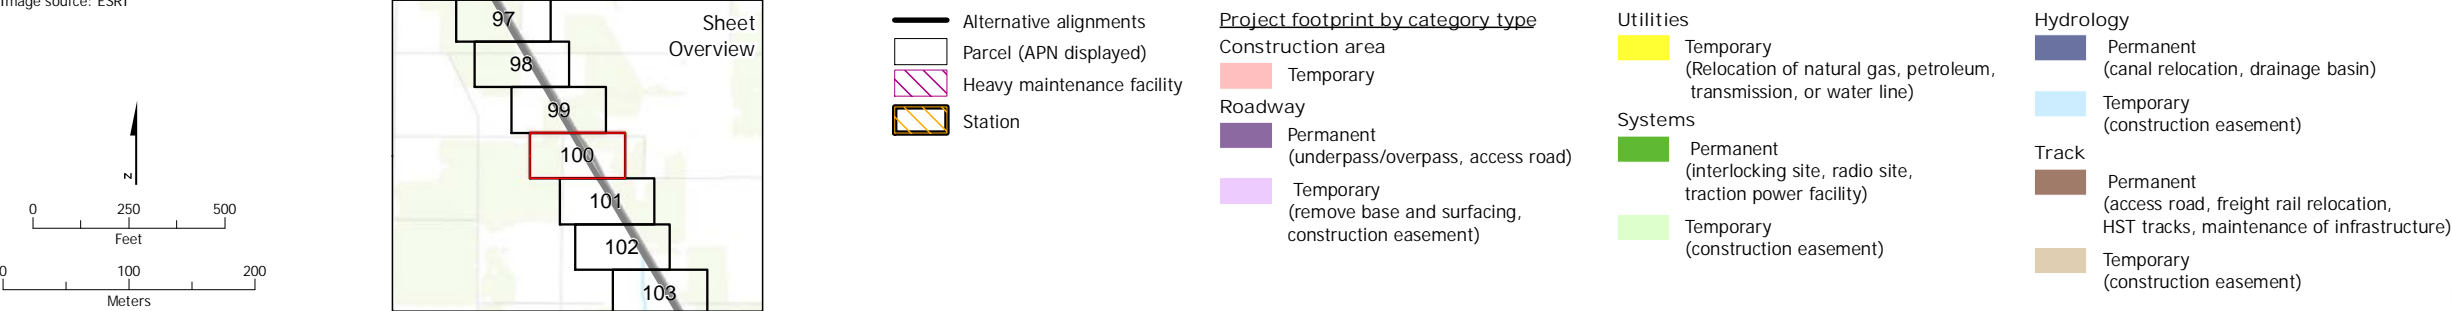 Image source: ESRI
N
0 250 500
Feet
0 100 200
Meters
Sheet
Overview
97
98
99
100
101
102
103
Alternative alignments
Parcel (APN displayed)
Heavy maintenance facility
Station
Project footprint by category type
Construction area
Temporary
Roadway
Permanent
(underpass/overpass, access road)
Temporary
(remove base and surfacing,
construction easement)
Utilities
Temporary
(Relocation of natural gas, petroleum,
transmission, or water line)
Systems
Permanent
(interlocking site, radio site,
traction power facility)
Temporary
(construction easement)
Hydrology
Permanent
(canal relocation, drainage basin)
Temporary
(construction easement)
Track
Permanent
(access road, freight rail relocation,
HST tracks, maintenance of infrastructure)
Temporary
(construction easement)